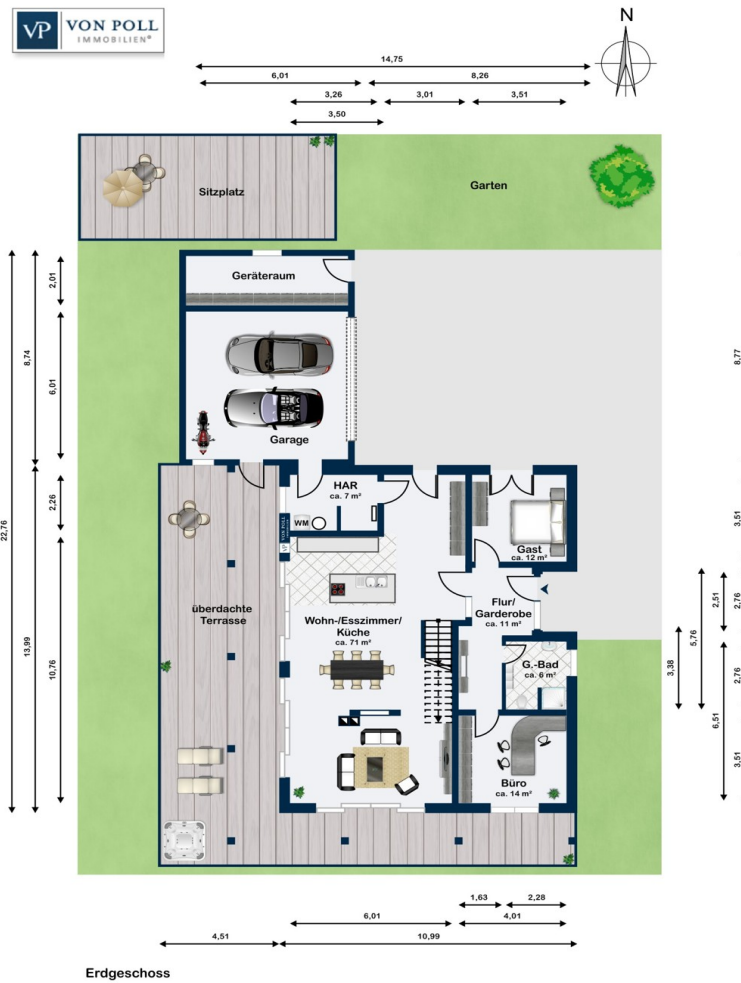 VP VON POLL
IMMOBILIEN®
N
14,75
6,01 8,26
3,26 3,01 3,51
3,50
Sitzplatz
Garten
Geräteraum
Garage
2,01
8,74
6,01
22,76
2,26
13,99
10,76
8,77
3,51
2,51
2,76
5,76
3,38
2,76
6,51
3,51
HAR
ca. 7 m²
WM
VP VON POLL
Gast
ca. 12 m²
überdachte
Terrasse
Wohn-/Esszimmer/
Küche
ca. 71 m²
Flur/
Garderobe
ca. 11 m²
G.-Bad
ca. 6 m²
Büro
ca. 14 m²
1,63 2,28
6,01 4,01
4,51 10,99
Erdgeschoss